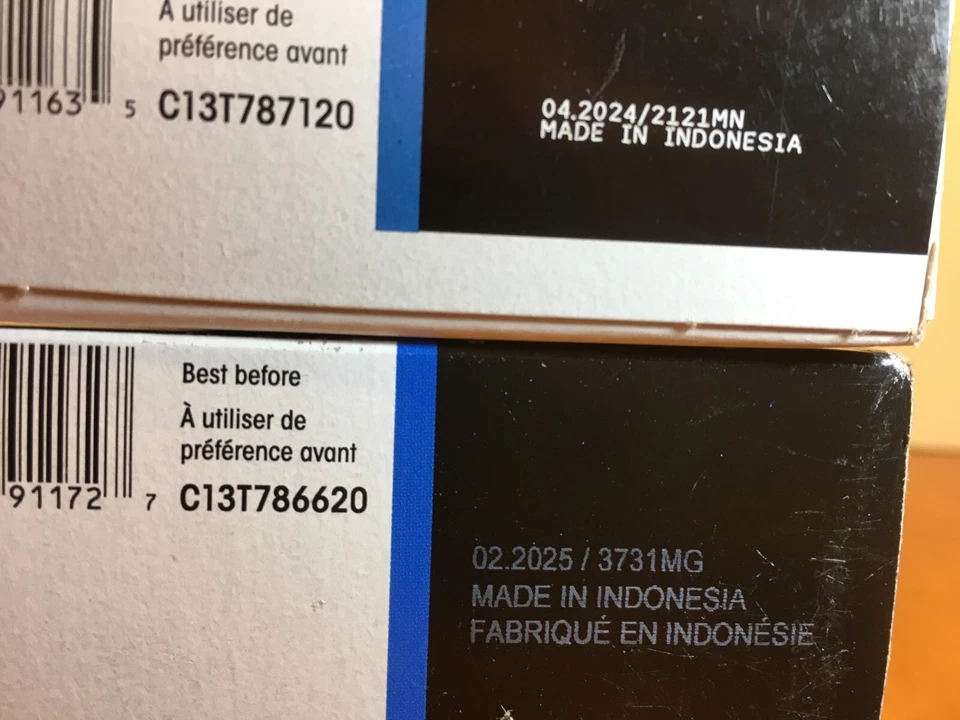 À utiliser de
préférence avant
91163 5 C13T787120
04.2024/2121MN
MADE IN INDONESIA
Best before
À utiliser de
préférence avant
91172 7 C13T786620
02.2025 / 3731MG
MADE IN INDONESIA
FABRIQUÉ EN INDONÉSIE